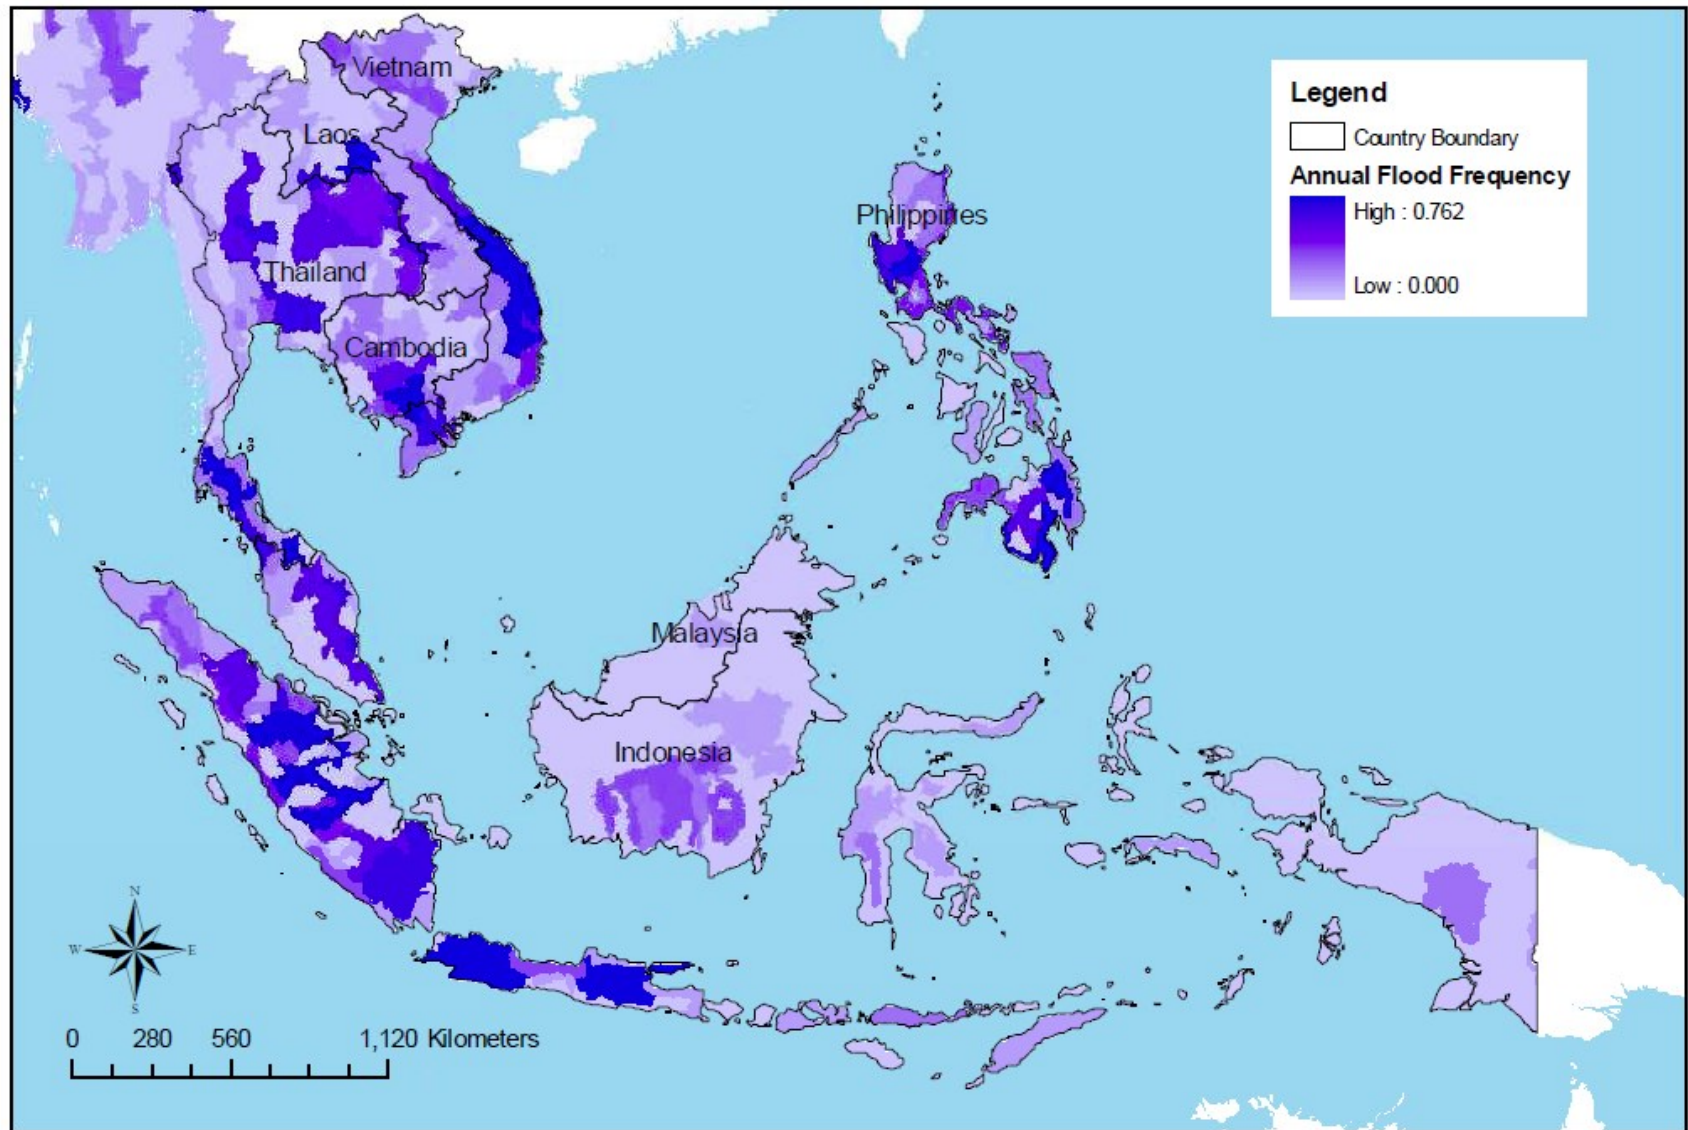 Vietnam
Laos
Thailand
Cambodia
Philippines
Malaysia
Indonesia
Legend
Country Boundary
Annual Flood Frequency
High : 0.762
Low : 0.000
N
W
E
S
0 280 560 1,120 Kilometers